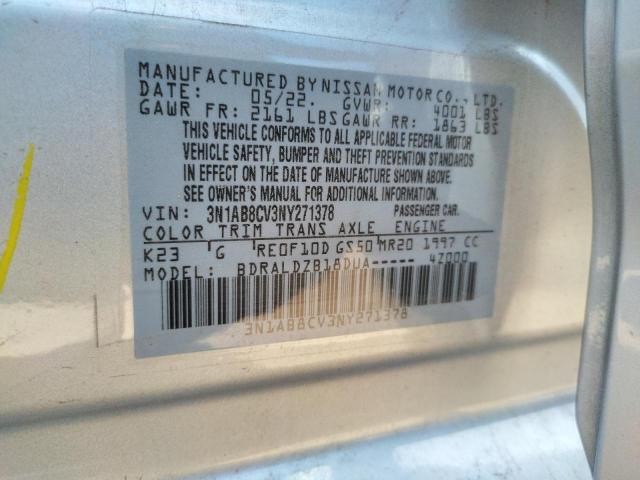 MANUFACTURED BY NISSAN MOTOR CO., LTD.
DATE: 05/22. GVWR: 4001 LBS
GAWR FR: 2161 LBS GAWR RR: 1863 LBS
THIS VEHICLE CONFORMS TO ALL APPLICABLE FEDERAL MOTOR
VEHICLE SAFETY, BUMPER AND THEFT PREVENTION STANDARDS
IN EFFECT ON THE DATE OF MANUFACTURE SHOWN ABOVE.
SEE OWNER'S MANUAL FOR ADDITIONAL INFORMATION.
VIN: 3N1AB8CV3NY271378 PASSENGER CAR.
COLOR TRIM TRANS AXLE ENGINE
K23 G RE0F10D GS50 MR20 1997 CC
MODEL: BDRALDZB18DUA----- 4Z000
3N1AB8CV3NY271378